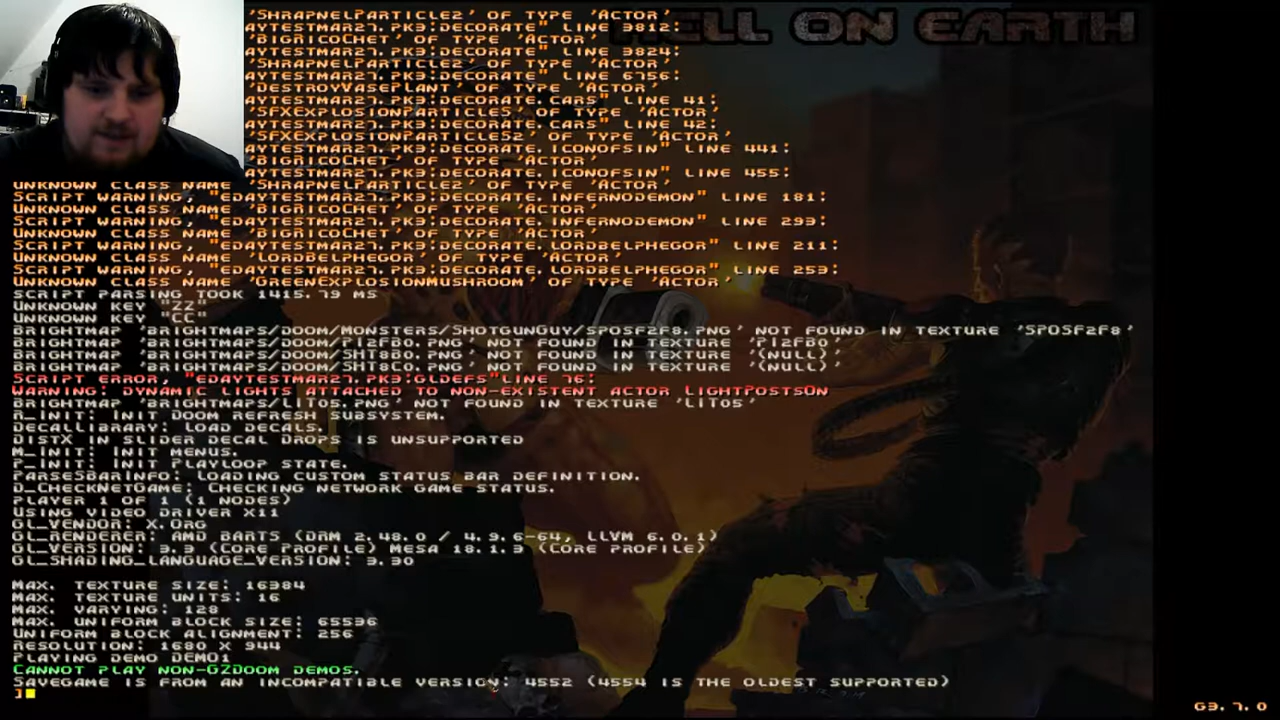 'SHRAPNELPARTICLE2' OF TYPE 'ACTOR'
ELL ON EARTH
AYTESTMAR27.PK3:DECORATE" LINE 3812:
'BIGRICOCHET' OF TYPE 'ACTOR'
AYTESTMAR27.PK3:DECORATE" LINE 3824:
'SHRAPNELPARTICLE2' OF TYPE 'ACTOR'
AYTESTMAR27.PK3:DECORATE" LINE 6756:
'DESTROYVASEPLANT' OF TYPE 'ACTOR'
AYTESTMAR27.PK3:DECORATE.CARS" LINE 41:
'SFXEXPLOSIONPARTICLES' OF TYPE 'ACTOR'
AYTESTMAR27.PK3:DECORATE.CARS" LINE 42:
'SFXEXPLOSIONPARTICLES2' OF TYPE 'ACTOR'
AYTESTMAR27.PK3:DECORATE.ICONOFSIN" LINE 441:
'BIGRICOCHET' OF TYPE 'ACTOR'
AYTESTMAR27.PK3:DECORATE.ICONOFSIN" LINE 455:
UNKNOWN CLASS NAME 'SHRAPNELPARTICLE2' OF TYPE 'ACTOR'
SCRIPT WARNING, "EDAYTESTMAR27.PK3:DECORATE.INFERNODEMON" LINE 181:
UNKNOWN CLASS NAME 'BIGRICOCHET' OF TYPE 'ACTOR'
SCRIPT WARNING, "EDAYTESTMAR27.PK3:DECORATE.INFERNODEMON" LINE 293:
UNKNOWN CLASS NAME 'BIGRICOCHET' OF TYPE 'ACTOR'
SCRIPT WARNING, "EDAYTESTMAR27.PK3:DECORATE.LORDBELPHEGOR" LINE 211:
UNKNOWN CLASS NAME 'LORDBELPHEGOR' OF TYPE 'ACTOR'
SCRIPT WARNING, "EDAYTESTMAR27.PK3:DECORATE.LORDBELPHEGOR" LINE 253:
UNKNOWN CLASS NAME 'GREENEXPLOSIONMUSHROOM' OF TYPE 'ACTOR'
SCRIPT PARSING TOOK 1415.79 MS
UNKNOWN KEY "ZZ"
UNKNOWN KEY "CC"
BRIGHTMAP 'BRIGHTMAPS/DOOM/MONSTERS/SHOTGUNGUY/SPOSF2F8.PNG' NOT FOUND IN TEXTURE 'SPOSF2F8'
BRIGHTMAP 'BRIGHTMAPS/DOOM/PI2FB0.PNG' NOT FOUND IN TEXTURE 'PI2FB0'
BRIGHTMAP 'BRIGHTMAPS/DOOM/SHT8B0.PNG' NOT FOUND IN TEXTURE '(NULL)'
BRIGHTMAP 'BRIGHTMAPS/DOOM/SHT8C0.PNG' NOT FOUND IN TEXTURE '(NULL)'
SCRIPT ERROR, "EDAYTESTMAR27.PK3:GLDEFS"LINE 76:
WARNING: DYNAMIC LIGHTS ATTACHED TO NON-EXISTENT ACTOR LIGHTPOSTSON
BRIGHTMAP 'BRIGHTMAPS/LIT05.PNG' NOT FOUND IN TEXTURE 'LIT05'
R_INIT: INIT DOOM REFRESH SUBSYSTEM.
DECALLIBRARY: LOAD DECALS.
DISTX IN SLIDER DECAL DROPS IS UNSUPPORTED
M_INIT: INIT MENUS.
P_INIT: INIT PLAYLOOP STATE.
PARSESBARINFO: LOADING CUSTOM STATUS BAR DEFINITION.
D_CHECKNETGAME: CHECKING NETWORK GAME STATUS.
PLAYER 1 OF 1 (1 NODES)
USING VIDEO DRIVER X11
GL_VENDOR: X.ORG
GL_RENDERER: AMD BARTS (DRM 2.48.0 / 4.9.6-64, LLVM 6.0.1)
GL_VERSION: 3.3 (CORE PROFILE) MESA 18.1.3 (CORE PROFILE)
GL_SHADING_LANGUAGE_VERSION: 3.30
MAX. TEXTURE SIZE: 16384
MAX. TEXTURE UNITS: 16
MAX. VARYING: 128
MAX. UNIFORM BLOCK SIZE: 65536
UNIFORM BLOCK ALIGNMENT: 256
RESOLUTION: 1680 X 944
PLAYING DEMO DEMO1
CANNOT PLAY NON-GZDOOM DEMOS.
SAVEGAME IS FROM AN INCOMPATIBLE VERSION: 4552 (4554 IS THE OLDEST SUPPORTED)
]
G3.7.0